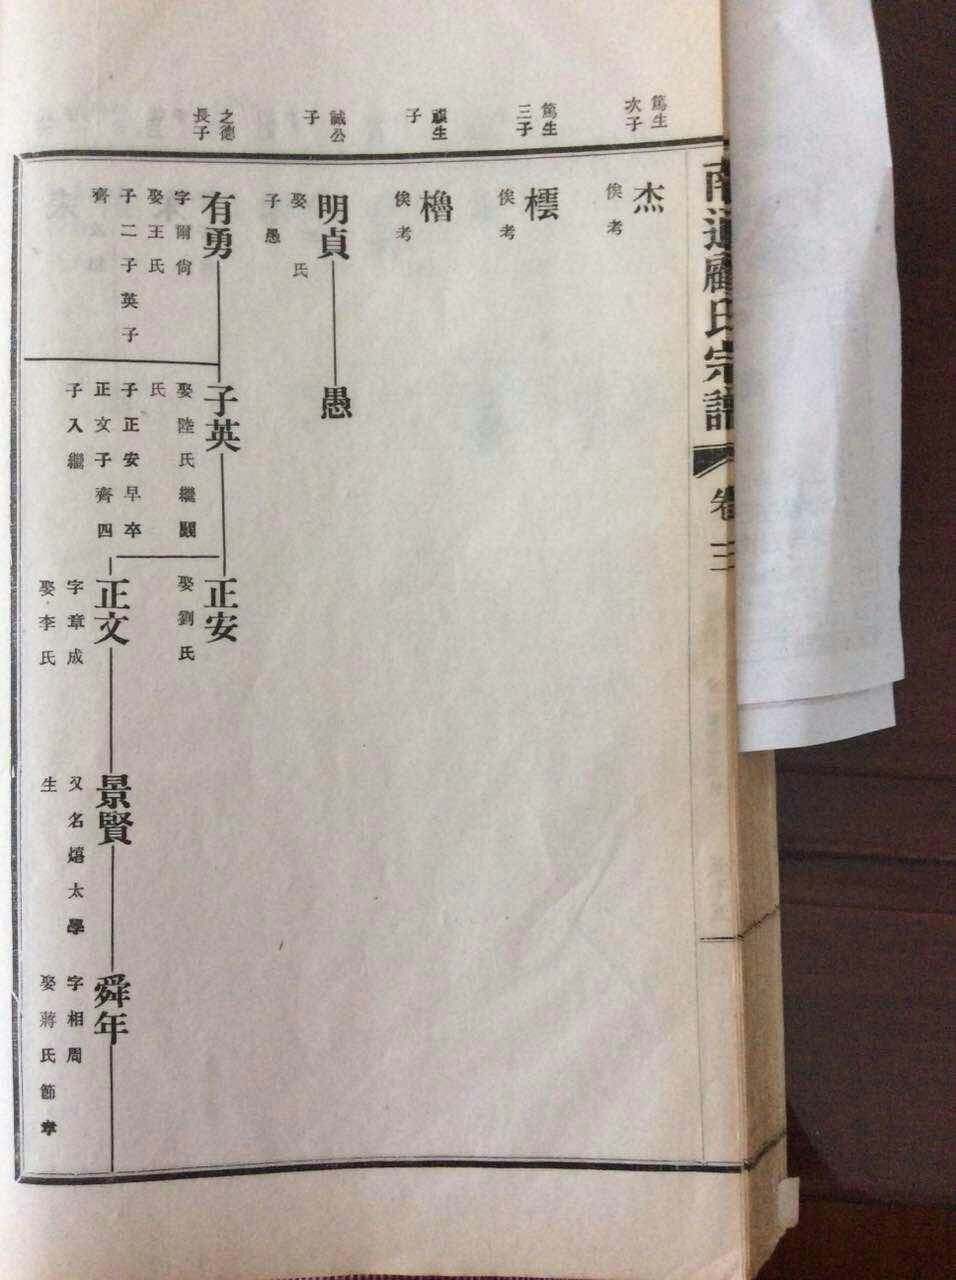 南通顧氏宗譜
卷三
篤生
次子
杰
俟考
篤生
三子
橒
俟考
生
子
櫓
俟考
誠公
子
明貞
娶 氏
子愚
愚
之德
長子
有勇
字爾尙
娶王氏
子二子英子
齊
子英
娶陸氏繼
氏
子正安早卒
正文子齊四
子入繼
正安
娶劉氏
正文
字章成
娶李氏
景賢
又名熺太學
生
舜年
字相周
娶蔣氏節孝